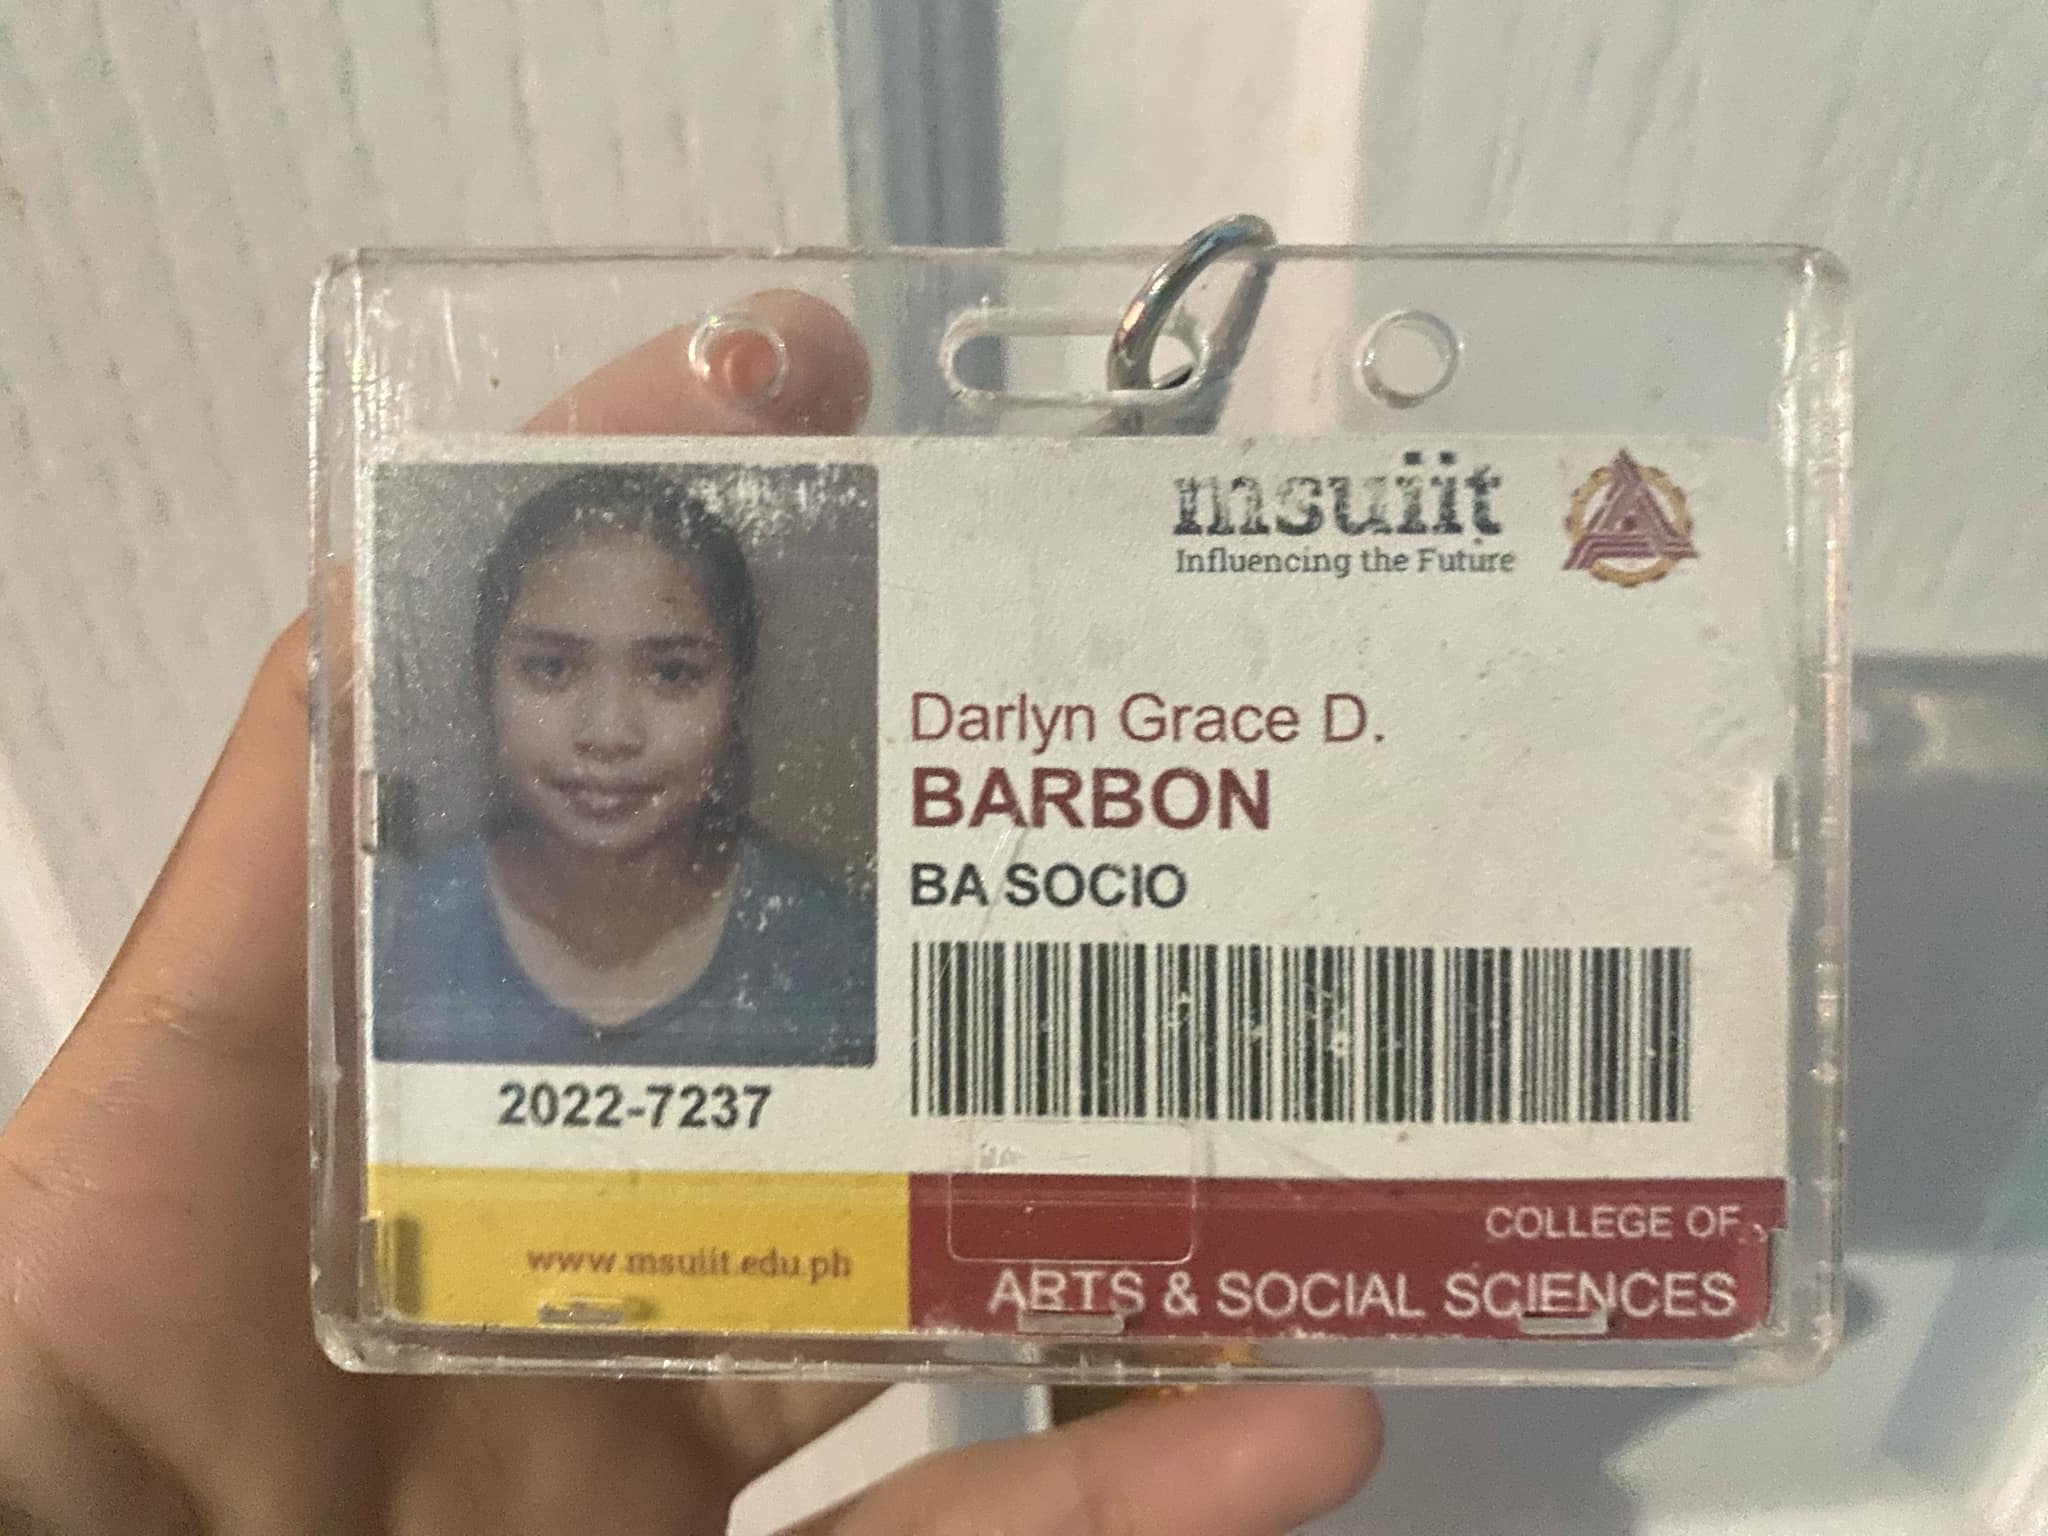 msuiit
Influencing the Future
Darlyn Grace D.
BARBON
BA SOCIO
2022-7237
www.msuiit.edu.ph
COLLEGE OF
ARTS & SOCIAL SCIENCES